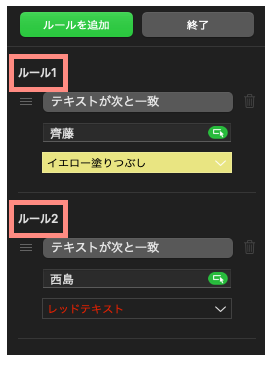 ルールを追加 終了
ルール1
テキストが次と一致
齊藤
イエロー塗りつぶし
ルール2
テキストが次と一致
西島
レッドテキスト